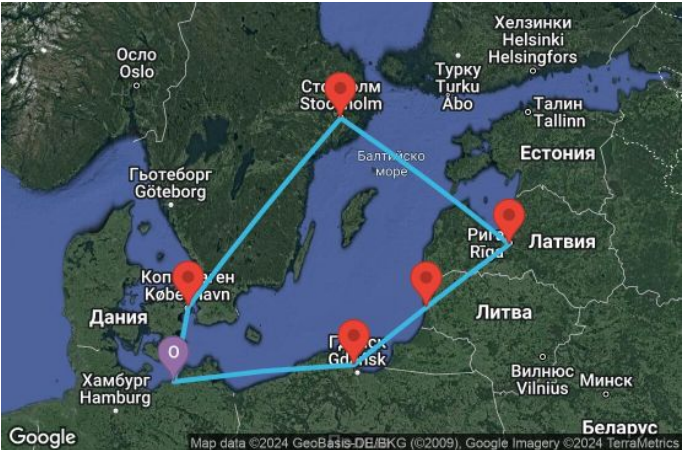 Хелзинки
Helsinki
Helsingfors
Осло
Oslo
Турку
Turku
Åbo
Stockholm
Талин
Tallinn
Балтийско
море
Естония
Гьотеборг
Göteborg
Рига
Rīga
Латвия
København
Дания
Литва
Gdańsk
O
Хамбург
Hamburg
Вилнюс
Vilnius
Минск
Беларус
Google
Map data ©2024 GeoBasis-DE/BKG (©2009), Google Imagery ©2024 TerraMetrics